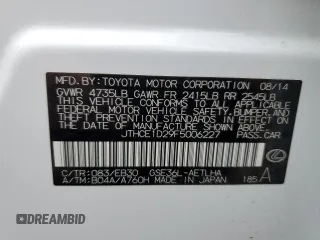 MFD. BY: TOYOTA MOTOR CORPORATION 08/14
GVWR 4735LB GAWR FR 2415LB RR 2545LB
THIS VEHICLE CONFORMS TO ALL APPLICABLE
FEDERAL MOTOR VEHICLE SAFETY, BUMPER, AND
THEFT PREVENTION STANDARDS IN EFFECT ON
THE DATE OF MANUFACTURE SHOWN ABOVE.
JTHCE1D29F5006227 PASS.CAR
C/TR: 083/EB30 GSE36L-AETLHA
A/TM: B04A/A760H MADE IN JAPAN 185 A
AUTOBIDMASTER